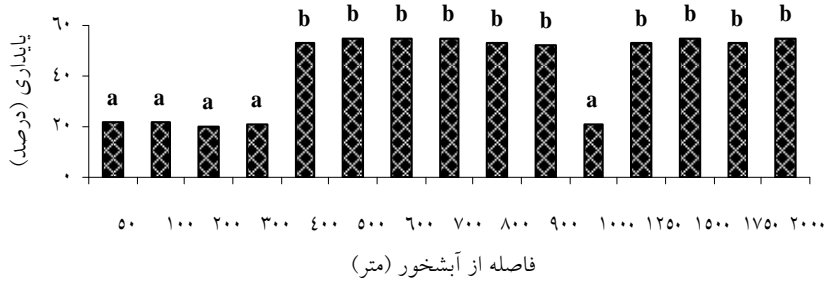 پایداری (درصد)
۶۰
۴۰
۲۰
۰
a a a a b b b b b b a b b b b
۵۰ ۱۰۰ ۲۰۰ ۳۰۰ ۴۰۰ ۵۰۰ ۶۰۰ ۷۰۰ ۸۰۰ ۹۰۰ ۱۰۰۰ ۱۲۵۰ ۱۵۰۰ ۱۷۵۰ ۲۰۰۰
فاصله از آبشخور (متر)